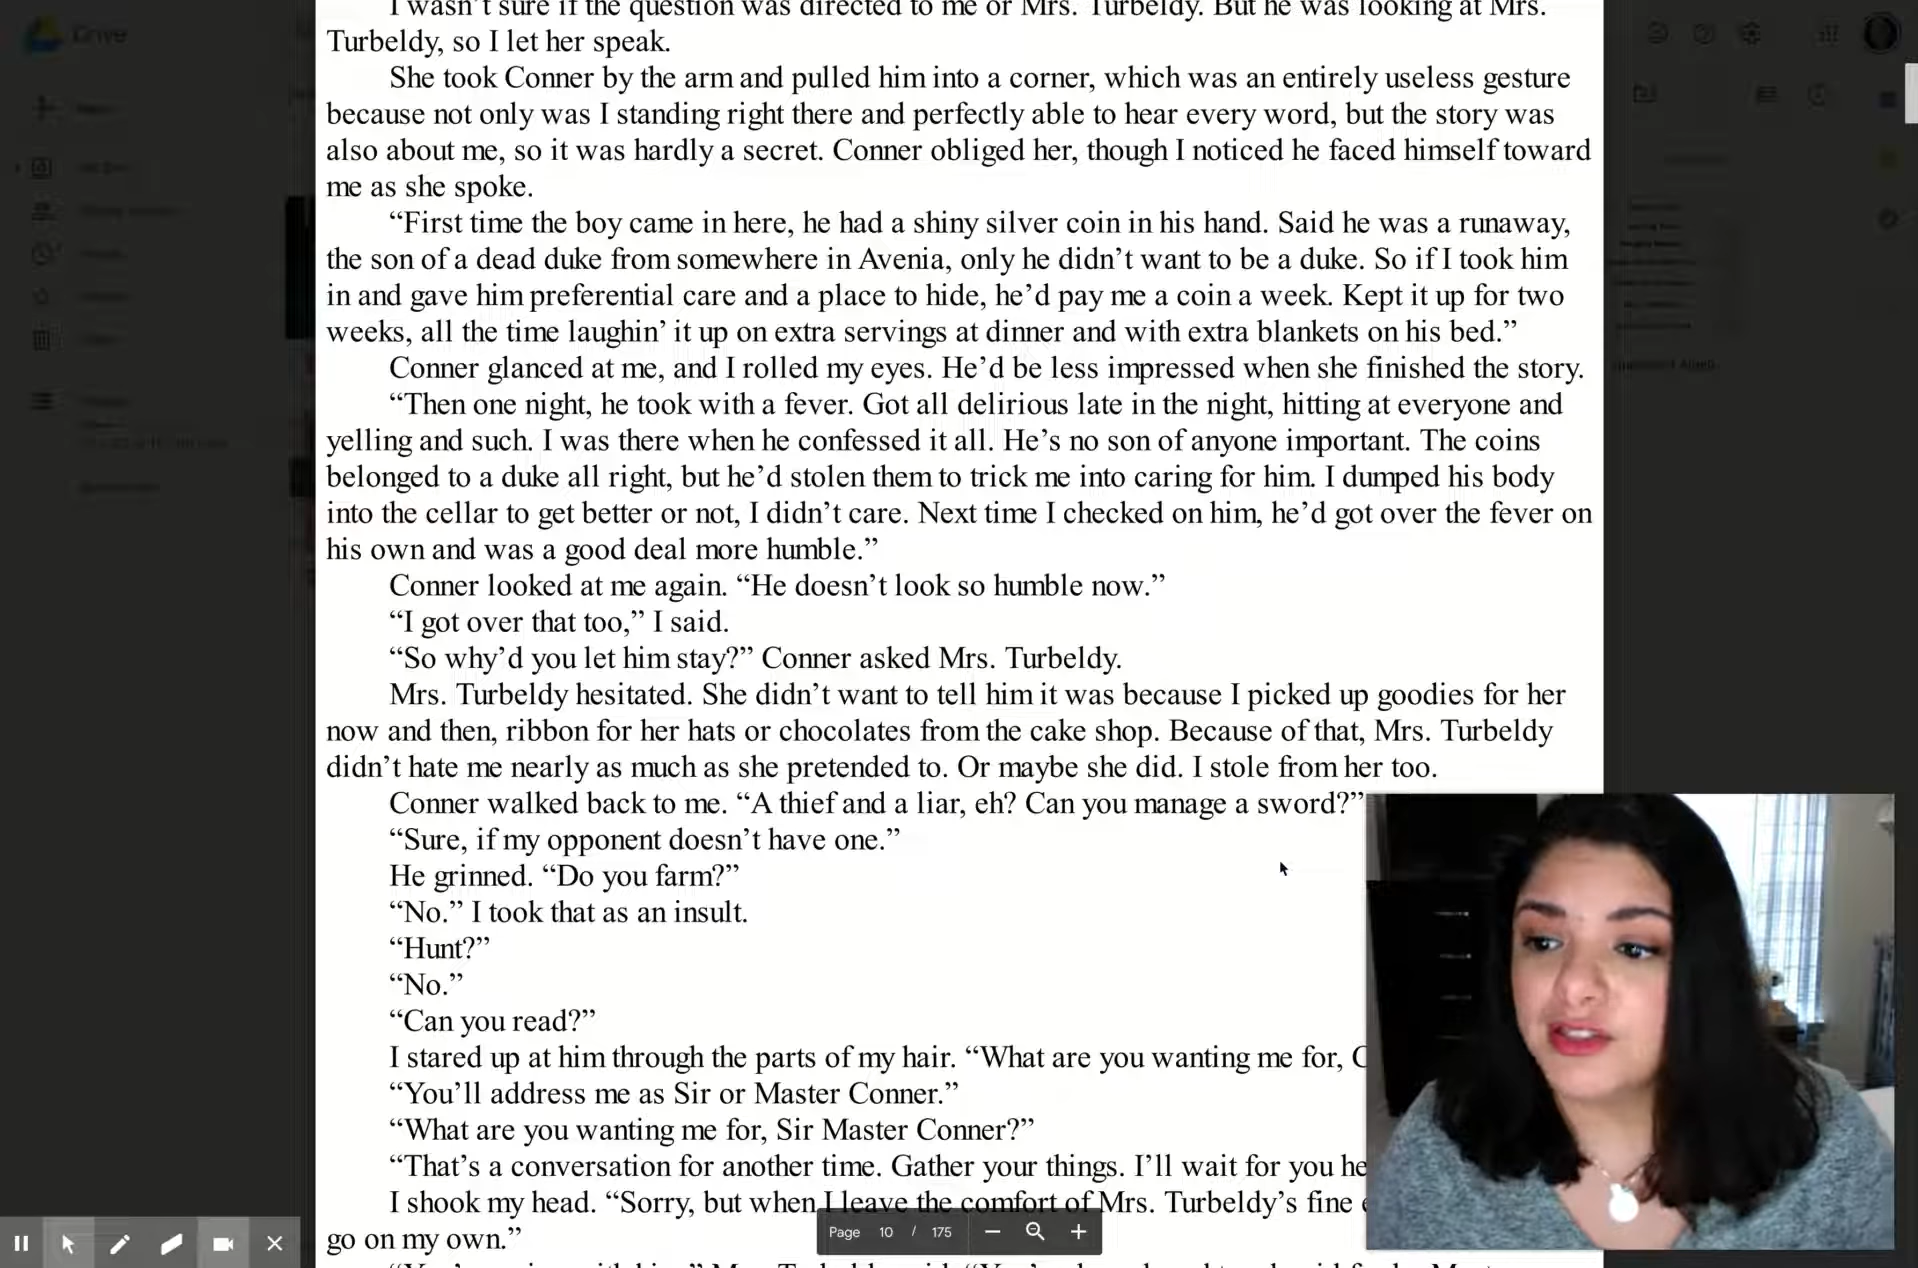 Drive
I wasn’t sure if the question was directed to me or Mrs. Turbeldy. But he was looking at Mrs.
Turbeldy, so I let her speak.
She took Conner by the arm and pulled him into a corner, which was an entirely useless gesture
because not only was I standing right there and perfectly able to hear every word, but the story was
also about me, so it was hardly a secret. Conner obliged her, though I noticed he faced himself toward
me as she spoke.
“First time the boy came in here, he had a shiny silver coin in his hand. Said he was a runaway,
the son of a dead duke from somewhere in Avenia, only he didn’t want to be a duke. So if I took him
in and gave him preferential care and a place to hide, he’d pay me a coin a week. Kept it up for two
weeks, all the time laughin’ it up on extra servings at dinner and with extra blankets on his bed.”
Conner glanced at me, and I rolled my eyes. He’d be less impressed when she finished the story.
“Then one night, he took with a fever. Got all delirious late in the night, hitting at everyone and
yelling and such. I was there when he confessed it all. He’s no son of anyone important. The coins
belonged to a duke all right, but he’d stolen them to trick me into caring for him. I dumped his body
into the cellar to get better or not, I didn’t care. Next time I checked on him, he’d got over the fever on
his own and was a good deal more humble.”
Conner looked at me again. “He doesn’t look so humble now.”
“I got over that too,” I said.
“So why’d you let him stay?” Conner asked Mrs. Turbeldy.
Mrs. Turbeldy hesitated. She didn’t want to tell him it was because I picked up goodies for her
now and then, ribbon for her hats or chocolates from the cake shop. Because of that, Mrs. Turbeldy
didn’t hate me nearly as much as she pretended to. Or maybe she did. I stole from her too.
Conner walked back to me. “A thief and a liar, eh? Can you manage a sword?”
“Sure, if my opponent doesn’t have one.”
He grinned. “Do you farm?”
“No.” I took that as an insult.
“Hunt?”
“No.”
“Can you read?”
I stared up at him through the parts of my hair. “What are you wanting me for,
“You’ll address me as Sir or Master Conner.”
“What are you wanting me for, Sir Master Conner?”
“That’s a conversation for another time. Gather your things. I’ll wait for you
I shook my head. “Sorry, but when I leave the comfort of Mrs. Turbeldy’s fine
go on my own.”
Page 10 / 175